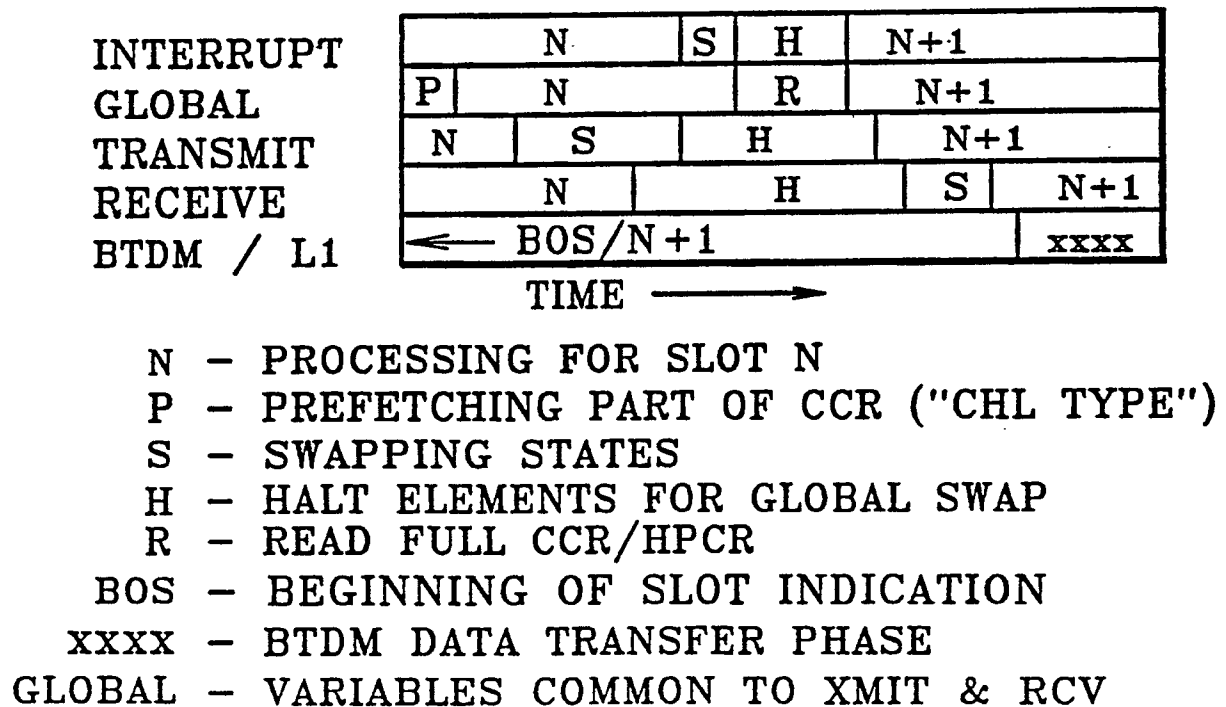 INTERRUPT N S H N+1
GLOBAL P N R N+1
TRANSMIT N S H N+1
RECEIVE N H S N+1
BTDM / L1 BOS/N+1 xxxx
TIME
N - PROCESSING FOR SLOT N
P - PREFETCHING PART OF CCR ("CHL TYPE")
S - SWAPPING STATES
H - HALT ELEMENTS FOR GLOBAL SWAP
R - READ FULL CCR/HPCR
BOS - BEGINNING OF SLOT INDICATION
xxxx - BTDM DATA TRANSFER PHASE
GLOBAL - VARIABLES COMMON TO XMIT & RCV